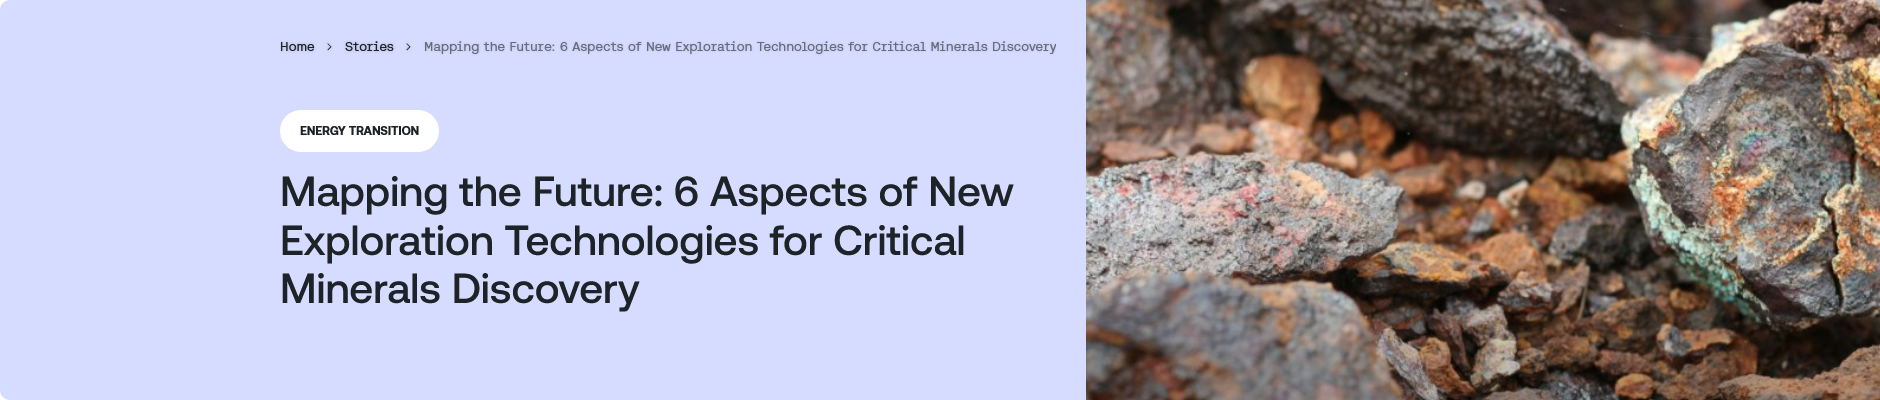 Home > Stories > Mapping the Future: 6 Aspects of New Exploration Technologies for Critical Minerals Discovery
ENERGY TRANSITION
Mapping the Future: 6 Aspects of New
Exploration Technologies for Critical
Minerals Discovery